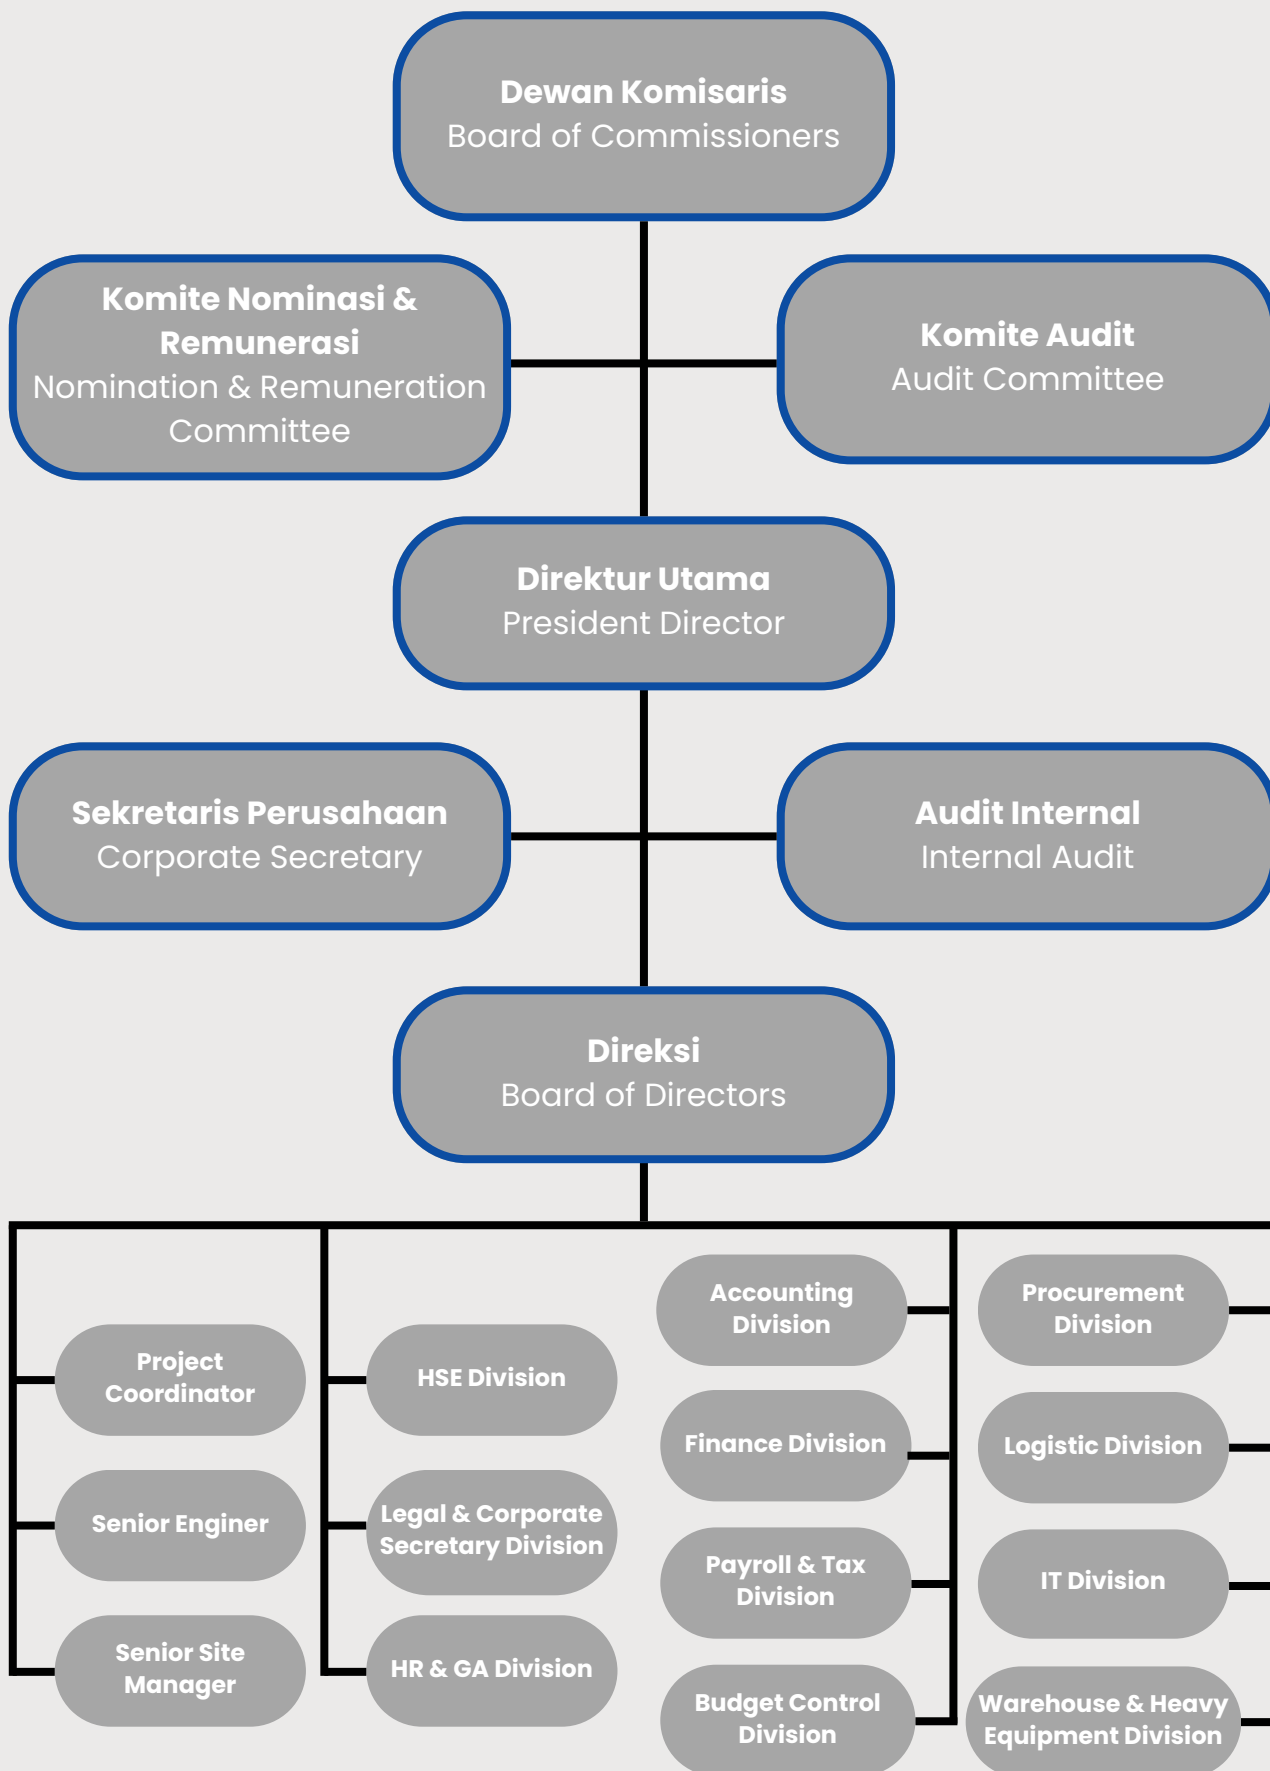 Dewan Komisaris
Board of Commissioners
Komite Nominasi &
Remunerasi
Nomination & Remuneration
Committee
Komite Audit
Audit Committee
Direktur Utama
President Director
Sekretaris Perusahaan
Corporate Secretary
Audit Internal
Internal Audit
Direksi
Board of Directors
Project
Coordinator
Senior Enginer
Senior Site
Manager
HSE Division
Legal & Corporate
Secretary Division
HR & GA Division
Accounting
Division
Finance Division
Payroll & Tax
Division
Budget Control
Division
Procurement
Division
Logistic Division
IT Division
Warehouse & Heavy
Equipment Division